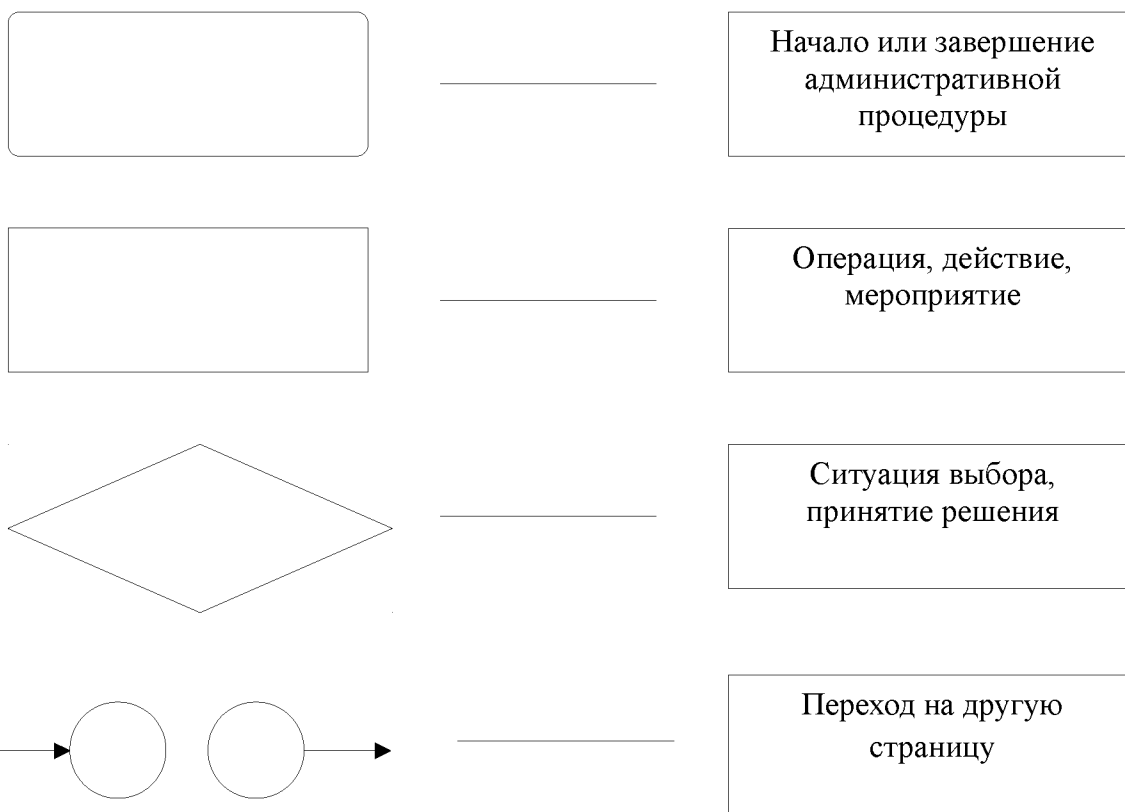 Начало или завершение
административной
процедуры
Операция, действие,
мероприятие
Ситуация выбора,
принятие решения
Переход на другую
страницу